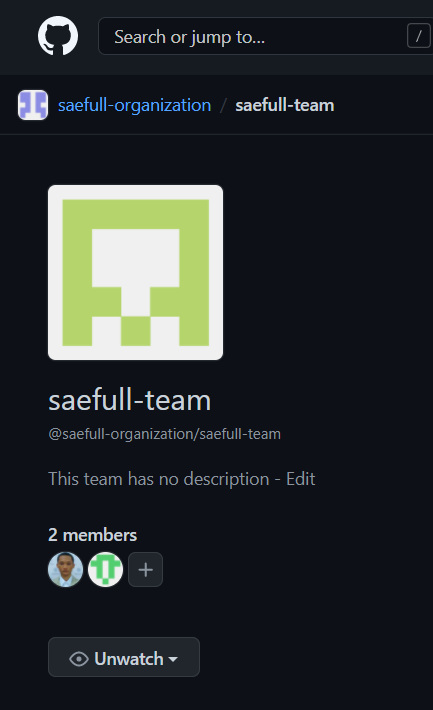 Search or jump to... /
saefull-organization / saefull-team
saefull-team
@saefull-organization/saefull-team
This team has no description - Edit
2 members
+
Unwatch